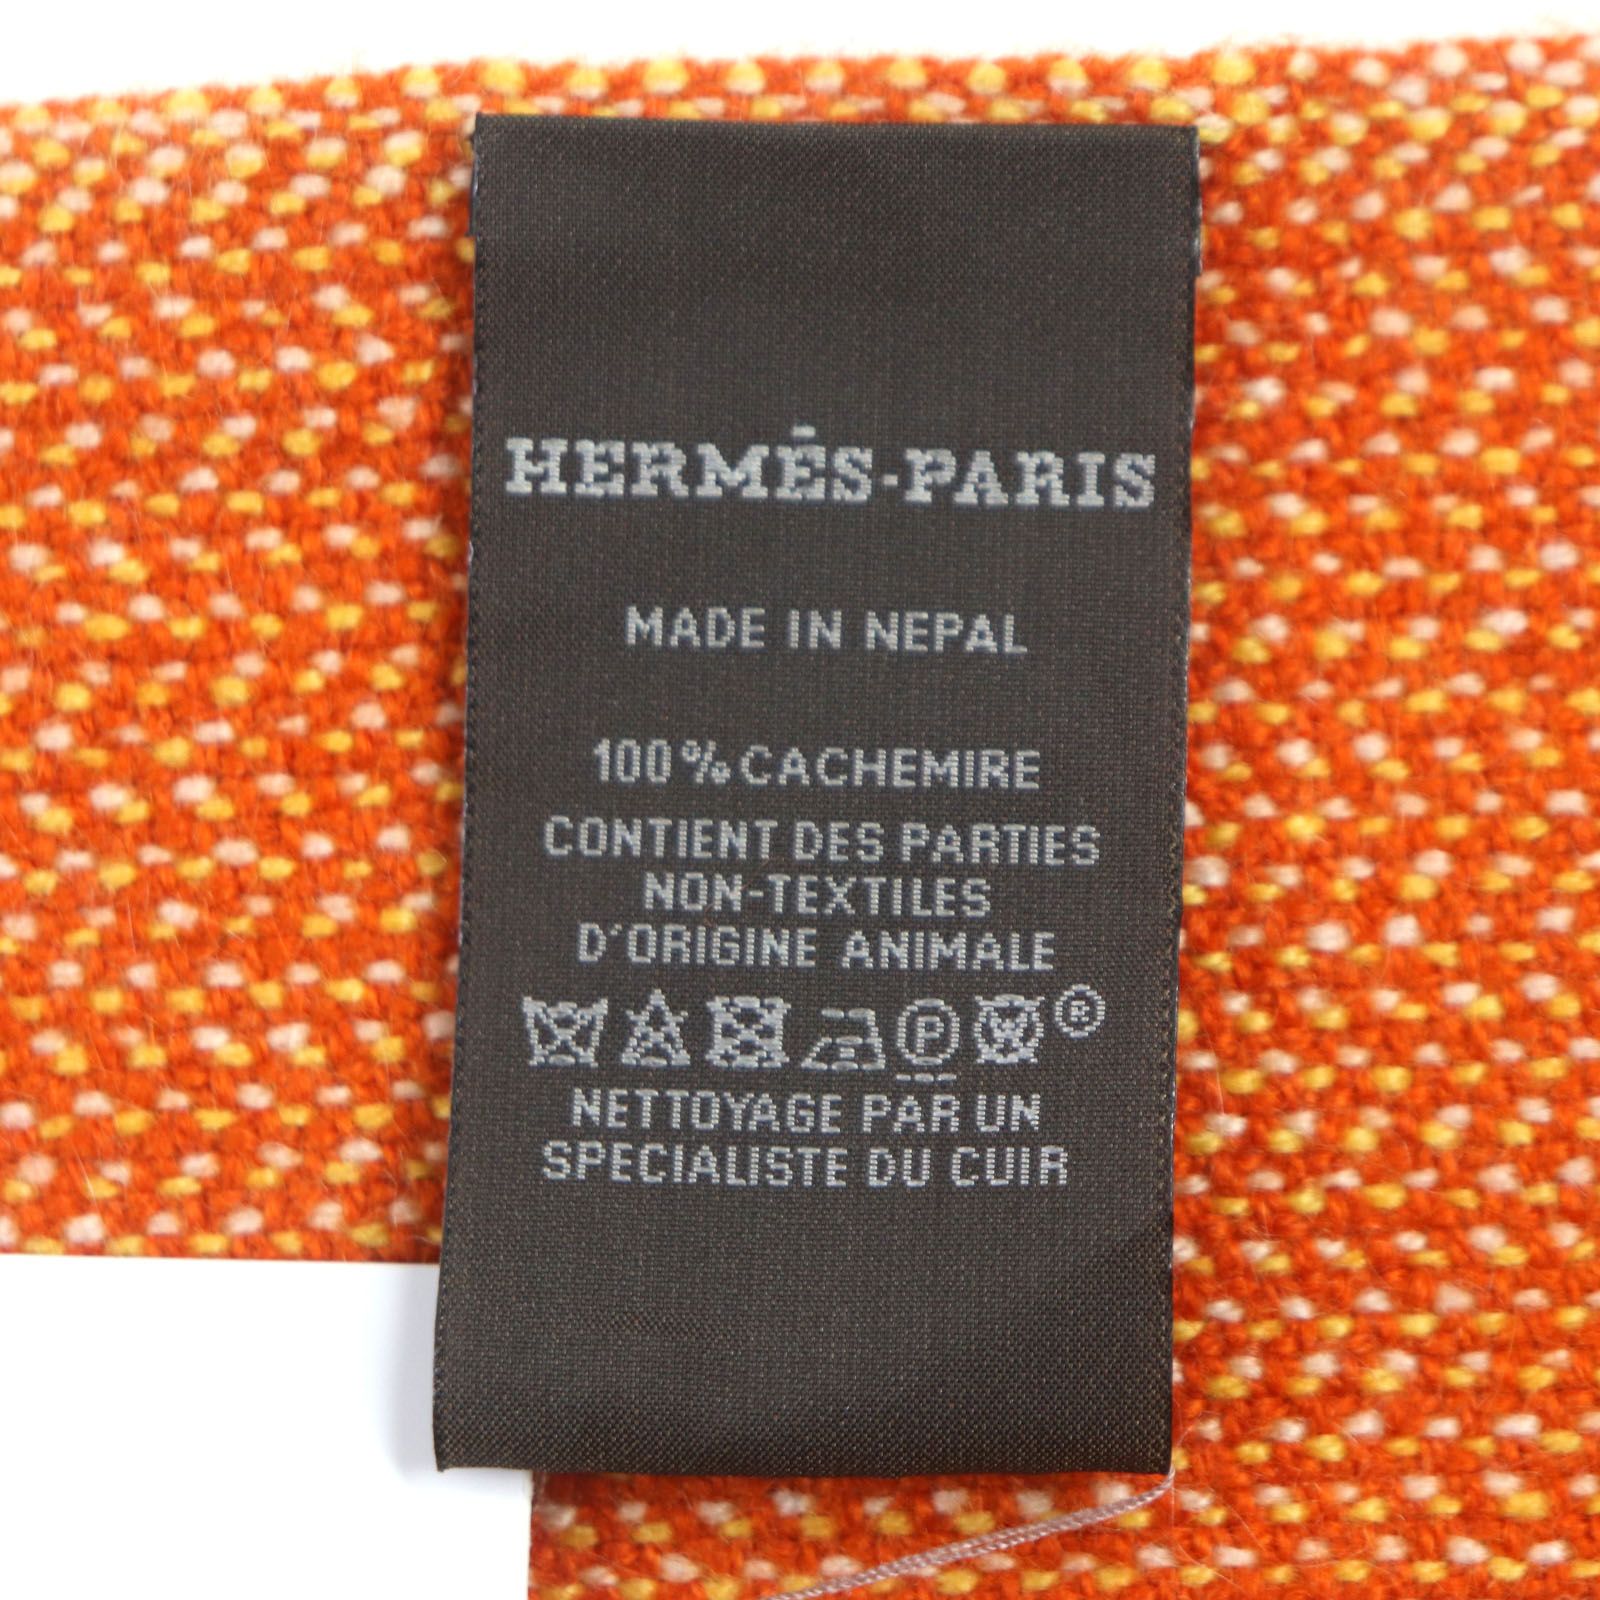 HERMÉS-PARIS
MADE IN NEPAL
100% CACHEMIRE
CONTIENT DES PARTIES
NON-TEXTILES
D'ORIGINE ANIMALE
P W ®
NETTOYAGE PAR UN
SPECIALISTE DU CUIR